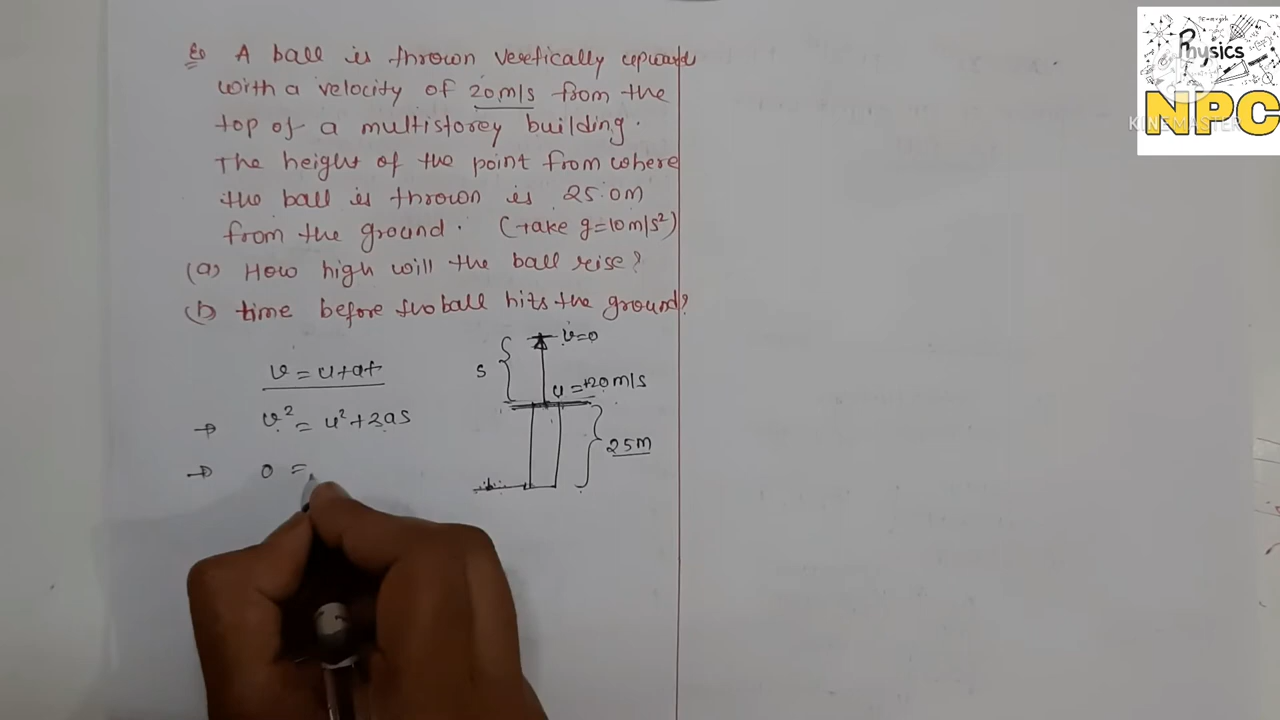 Ex A ball is thrown vertically upward
with a velocity of 20m/s from the
top of a multistorey building.
The height of the point from where
the ball is thrown is 25.0m
from the ground. (take g=10m/s²)
(a) How high will the ball rise?
(b) time before the ball hits the ground?
v = u+at
→ v² = u²+2as
→ 0 =
v=0
S
u =+20m/s
25m
Physics
NPC
KINEMASTER